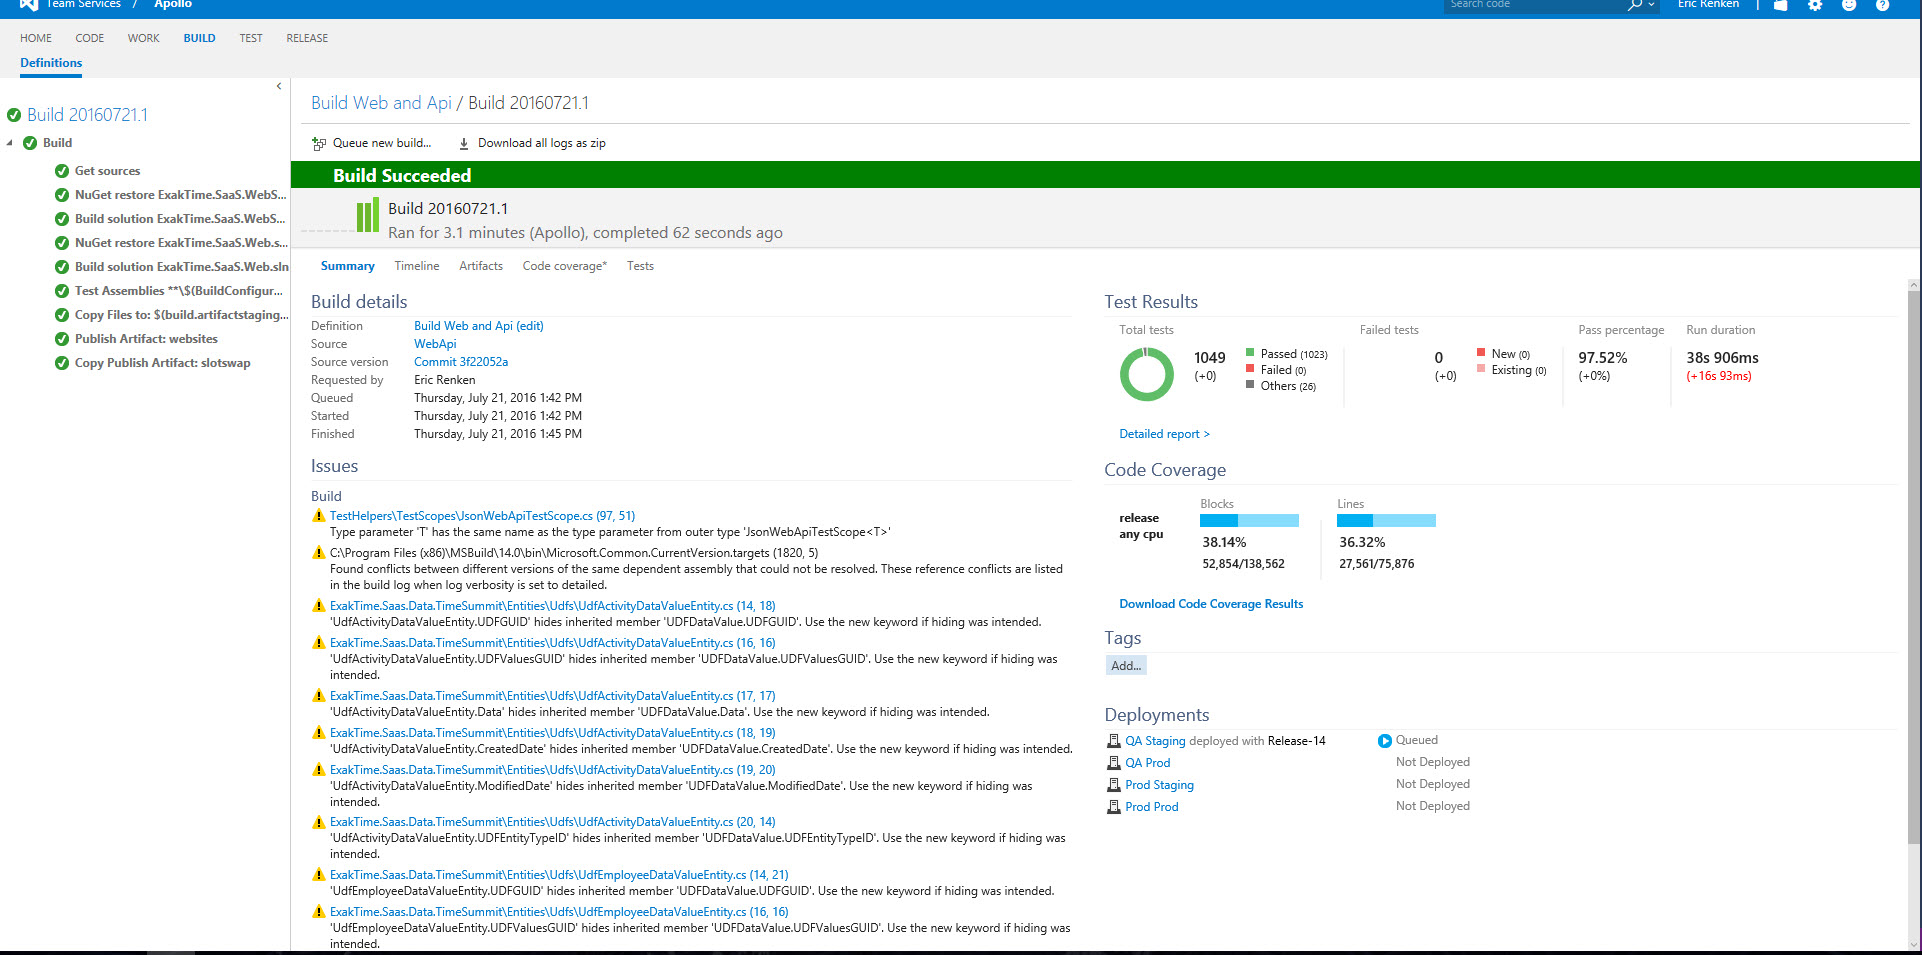 Team Services / Apollo
Search code
Eric Renken
HOME CODE WORK BUILD TEST RELEASE
Definitions
Build 20160721.1
Build
Get sources
NuGet restore ExakTime.SaaS.WebS...
Build solution ExakTime.SaaS.WebS...
NuGet restore ExakTime.SaaS.Web.s...
Build solution ExakTime.SaaS.Web.sln
Test Assemblies **\$(BuildConfigur...
Copy Files to: $(build.artifactstaging...
Publish Artifact: websites
Copy Publish Artifact: slotswap
Build Web and Api / Build 20160721.1
Queue new build... Download all logs as zip
Build Succeeded
Build 20160721.1
Ran for 3.1 minutes (Apollo), completed 62 seconds ago
Summary Timeline Artifacts Code coverage* Tests
Build details
Definition Build Web and Api (edit)
Source WebApi
Source version Commit 3f22052a
Requested by Eric Renken
Queued Thursday, July 21, 2016 1:42 PM
Started Thursday, July 21, 2016 1:42 PM
Finished Thursday, July 21, 2016 1:45 PM
Issues
Build
TestHelpers\TestScopes\JsonWebApiTestScope.cs (97, 51)
Type parameter 'T' has the same name as the type parameter from outer type 'JsonWebApiTestScope<T>'
C:\Program Files (x86)\MSBuild\14.0\bin\Microsoft.Common.CurrentVersion.targets (1820, 5)
Found conflicts between different versions of the same dependent assembly that could not be resolved. These reference conflicts are listed
in the build log when log verbosity is set to detailed.
ExakTime.Saas.Data.TimeSummit\Entities\Udfs\UdfActivityDataValueEntity.cs (14, 18)
'UdfActivityDataValueEntity.UDFGUID' hides inherited member 'UDFDataValue.UDFGUID'. Use the new keyword if hiding was intended.
ExakTime.Saas.Data.TimeSummit\Entities\Udfs\UdfActivityDataValueEntity.cs (16, 16)
'UdfActivityDataValueEntity.UDFValuesGUID' hides inherited member 'UDFDataValue.UDFValuesGUID'. Use the new keyword if hiding was
intended.
ExakTime.Saas.Data.TimeSummit\Entities\Udfs\UdfActivityDataValueEntity.cs (17, 17)
'UdfActivityDataValueEntity.Data' hides inherited member 'UDFDataValue.Data'. Use the new keyword if hiding was intended.
ExakTime.Saas.Data.TimeSummit\Entities\Udfs\UdfActivityDataValueEntity.cs (18, 19)
'UdfActivityDataValueEntity.CreatedDate' hides inherited member 'UDFDataValue.CreatedDate'. Use the new keyword if hiding was intended.
ExakTime.Saas.Data.TimeSummit\Entities\Udfs\UdfActivityDataValueEntity.cs (19, 20)
'UdfActivityDataValueEntity.ModifiedDate' hides inherited member 'UDFDataValue.ModifiedDate'. Use the new keyword if hiding was
intended.
ExakTime.Saas.Data.TimeSummit\Entities\Udfs\UdfActivityDataValueEntity.cs (20, 14)
'UdfActivityDataValueEntity.UDFEntityTypeID' hides inherited member 'UDFDataValue.UDFEntityTypeID'. Use the new keyword if hiding was
intended.
ExakTime.Saas.Data.TimeSummit\Entities\Udfs\UdfEmployeeDataValueEntity.cs (14, 21)
'UdfEmployeeDataValueEntity.UDFGUID' hides inherited member 'UDFDataValue.UDFGUID'. Use the new keyword if hiding was intended.
ExakTime.Saas.Data.TimeSummit\Entities\Udfs\UdfEmployeeDataValueEntity.cs (16, 16)
'UdfEmployeeDataValueEntity.UDFValuesGUID' hides inherited member 'UDFDataValue.UDFValuesGUID'. Use the new keyword if hiding was
intended.
Test Results
Total tests Failed tests Pass percentage Run duration
1049 Passed (1023) 0 New (0) 97.52% 38s 906ms
(+0) Failed (0) (+0) Existing (0) (+0%) (+16s 93ms)
Others (26)
Detailed report >
Code Coverage
Blocks Lines
release
any cpu
38.14% 36.32%
52,854/138,562 27,561/75,876
Download Code Coverage Results
Tags
Add...
Deployments
QA Staging deployed with Release-14 Queued
QA Prod Not Deployed
Prod Staging Not Deployed
Prod Prod Not Deployed